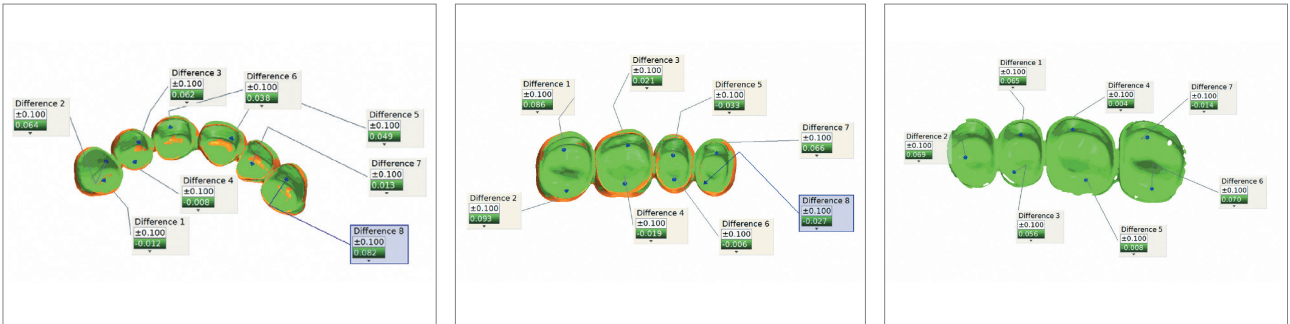 Difference 3
±0.100
0.062
Difference 6
±0.100
0.038
Difference 2
±0.100
0.064
Difference 5
±0.100
0.049
Difference 7
±0.100
0.013
Difference 4
±0.100
-0.008
Difference 1
±0.100
-0.012
Difference 8
±0.100
0.082
Difference 3
±0.100
0.021
Difference 1
±0.100
0.086
Difference 5
±0.100
-0.033
Difference 7
±0.100
0.066
Difference 2
±0.100
0.093
Difference 8
±0.100
-0.027
Difference 4
±0.100
-0.019
Difference 6
±0.100
-0.006
Difference 1
±0.100
0.065
Difference 4
±0.100
0.004
Difference 7
±0.100
-0.014
Difference 2
±0.100
0.069
Difference 6
±0.100
0.070
Difference 3
±0.100
0.056
Difference 5
±0.100
-0.008